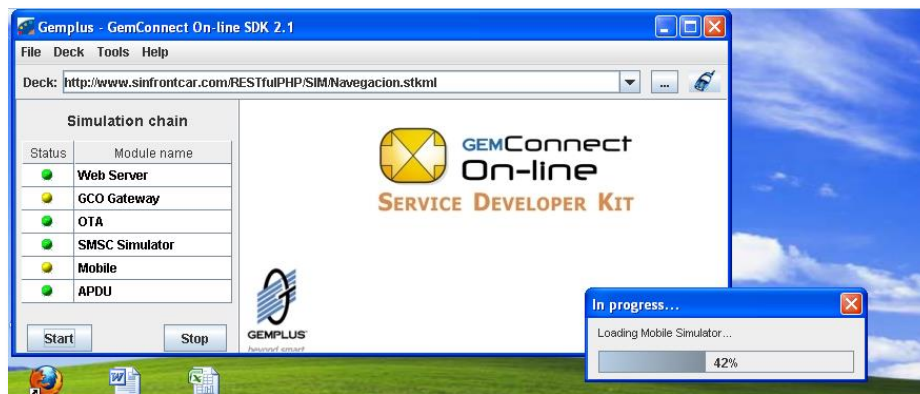 Gemplus - GemConnect On-line SDK 2.1
File Deck Tools Help
Deck: http://www.sinfrontcar.com/RESTfulPHP/SIM/Navegacion.stkml ...
Simulation chain
Status Module name
Web Server
GCO Gateway
OTA
SMSC Simulator
Mobile
APDU
Start Stop
GEMConnect
On-line
SERVICE DEVELOPER KIT
GEMPLUS
beyond smart
In progress...
Loading Mobile Simulator...
42%